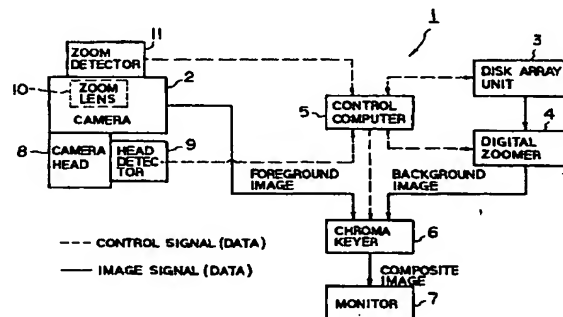 11
1
ZOOM
DETECTOR
2
3
DISK ARRAY
UNIT
10
ZOOM
LENS
CAMERA
5
CONTROL
COMPUTER
4
DIGITAL
ZOOMER
8
CAMERA
HEAD
HEAD
DETEC-
TOR
9
FOREGROUND
IMAGE
BACKGROUND
IMAGE
CHROMA
KEYER
6
CONTROL SIGNAL (DATA)
IMAGE SIGNAL (DATA)
COMPOSITE
IMAGE
MONITOR
7